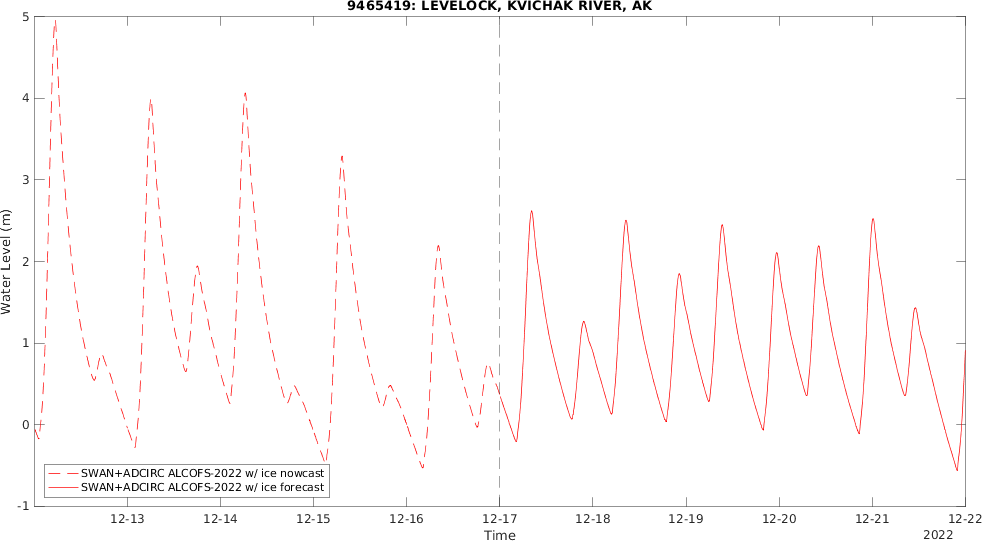 9465419: LEVELOCK, KVICHAK RIVER, AK
5
4
3
2
1
0
-1
Water Level (m)
SWAN+ADCIRC ALCOFS-2022 w/ ice nowcast
SWAN+ADCIRC ALCOFS-2022 w/ ice forecast
12-13 12-14 12-15 12-16 12-17 12-18 12-19 12-20 12-21 12-22
Time
2022